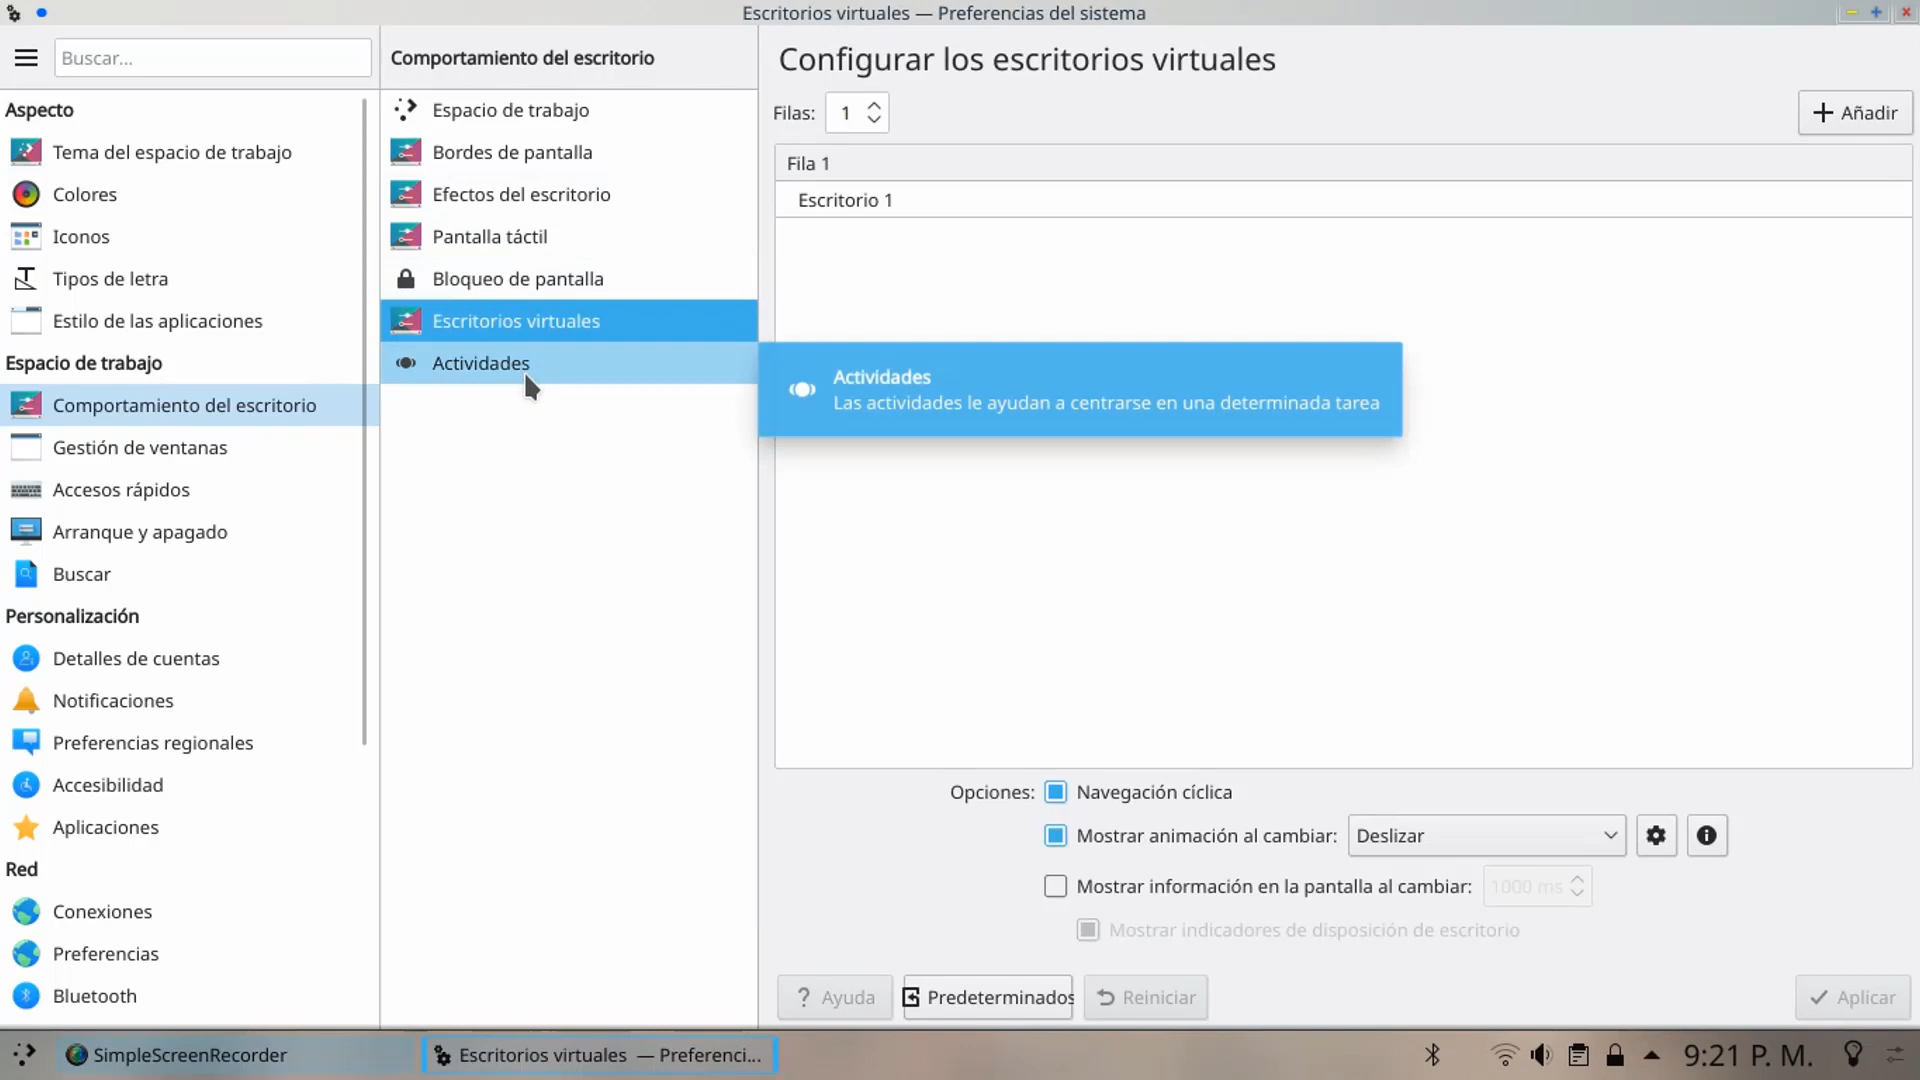 Escritorios virtuales — Preferencias del sistema
Buscar...
Aspecto
Tema del espacio de trabajo
Colores
Iconos
Tipos de letra
Estilo de las aplicaciones
Espacio de trabajo
Comportamiento del escritorio
Gestión de ventanas
Accesos rápidos
Arranque y apagado
Buscar
Personalización
Detalles de cuentas
Notificaciones
Preferencias regionales
Accesibilidad
Aplicaciones
Red
Conexiones
Preferencias
Bluetooth
Comportamiento del escritorio
Espacio de trabajo
Bordes de pantalla
Efectos del escritorio
Pantalla táctil
Bloqueo de pantalla
Escritorios virtuales
Actividades
Configurar los escritorios virtuales
Filas: 1
Añadir
Fila 1
Escritorio 1
Actividades
Las actividades le ayudan a centrarse en una determinada tarea
Opciones: Navegación cíclica
Mostrar animación al cambiar: Deslizar
Mostrar información en la pantalla al cambiar: 1000 ms
Mostrar indicadores de disposición de escritorio
? Ayuda Predeterminados Reiniciar Aplicar
SimpleScreenRecorder Escritorios virtuales — Preferenci... 9:21 P. M.